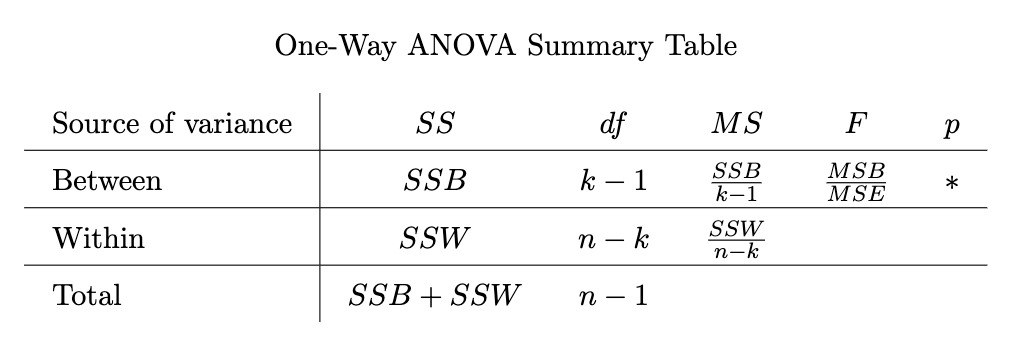 One-Way ANOVA Summary Table
Source of variance SS df MS F p
Between SSB k − 1 \frac{SSB}{k−1} \frac{MSB}{MSE} *
Within SSW n − k \frac{SSW}{n−k}
Total SSB + SSW n − 1